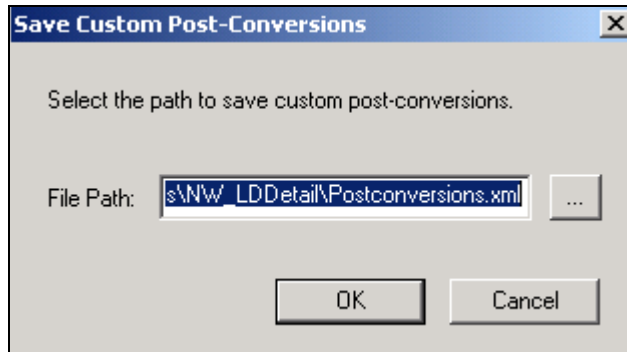 Save Custom Post-Conversions
Select the path to save custom post-conversions.
File Path: s\NW_LDDetail\Postconversions.xml ...
OK Cancel